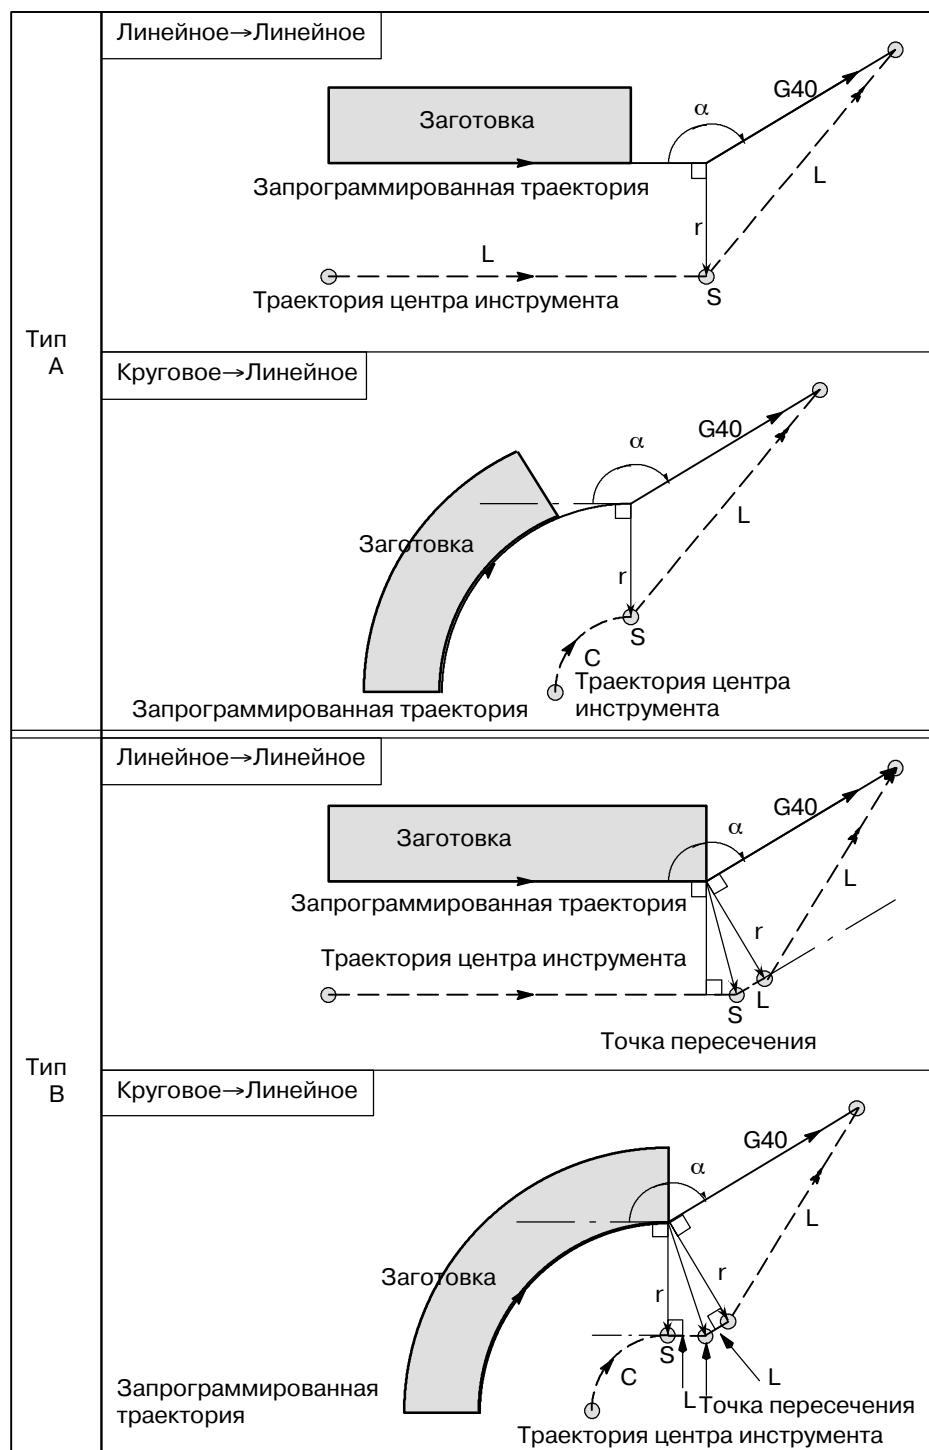 Линейное→Линейное
G40
α
Заготовка
L
Запрограммированная траектория
r
L
S
Траектория центра инструмента
Тип
A
Круговое→Линейное
G40
α
L
Заготовка
r
S
C
Траектория центра
инструмента
Запрограммированная траектория
Линейное→Линейное
G40
α
Заготовка
L
Запрограммированная траектория
r
Траектория центра инструмента
L
S
Точка пересечения
Тип
B
Круговое→Линейное
G40
α
L
Заготовка
r
r
S
L
C
Запрограммированная
траектория
L
Точка пересечения
Траектория центра инструмента